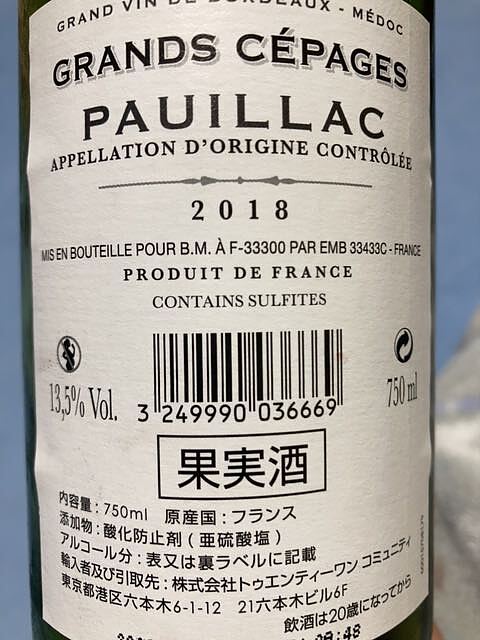 GRAND VIN DE BORDEAUX - MÉDOC
GRANDS CÉPAGES
PAUILLAC
APPELLATION D'ORIGINE CONTRÔLÉE
2018
MIS EN BOUTEILLE POUR B.M. À F-33300 PAR EMB 33433C - FRANCE
PRODUIT DE FRANCE
CONTAINS SULFITES
13,5% Vol.
750 ml
3 249990 036669
果実酒
内容量：750ml 原産国：フランス
添加物：酸化防止剤(亜硫酸塩)
アルコール分：表又は裏ラベルに記載
輸入者及び引取先：株式会社トゥエンティーワン コミュニティ
東京都港区六本木6-1-12 21六本木ビル6F
飲酒は20歳になってから